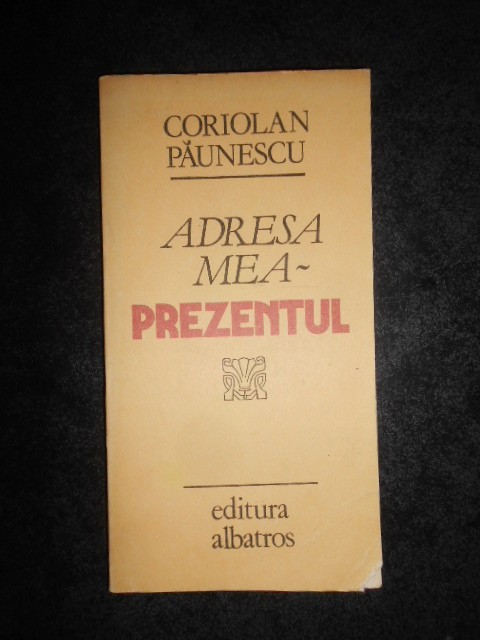 CORIOLAN
PĂUNESCU
ADRESA
MEA~
PREZENTUL
editura
albatros